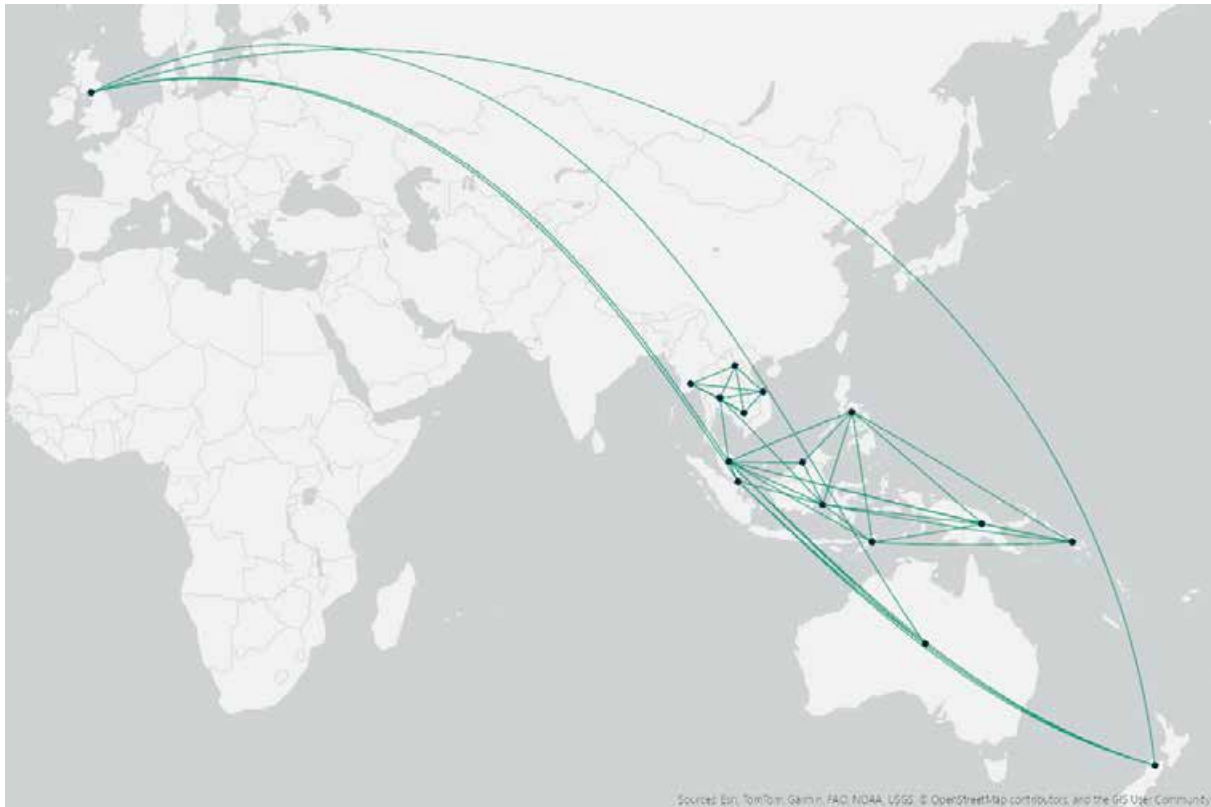 Sources: Esri, TomTom, Garmin, FAO, NOAA, USGS, © OpenStreetMap contributors, and the GIS User Community